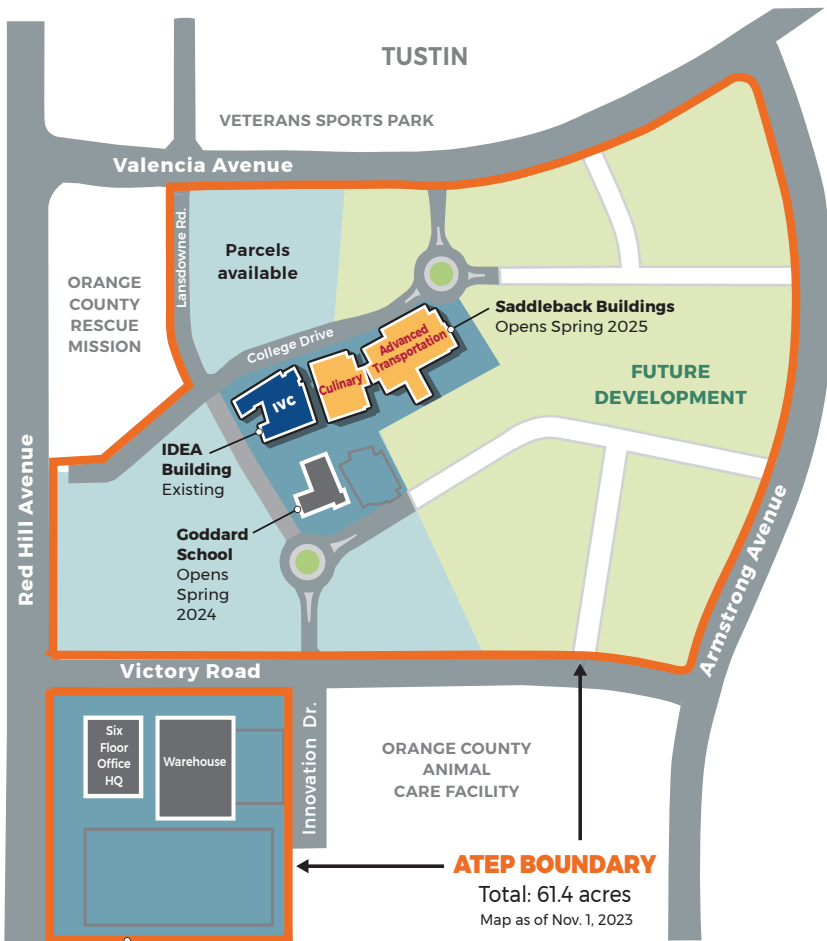 TUSTIN
VETERANS SPORTS PARK
Valencia Avenue
Lansdowne Rd.
Parcels
available
ORANGE
COUNTY
RESCUE
MISSION
College Drive
Saddleback Buildings
Opens Spring 2025
Advanced
Transportation
Culinary
IVC
FUTURE
DEVELOPMENT
IDEA
Building
Existing
Goddard
School
Opens
Spring
2024
Red Hill Avenue
Armstrong Avenue
Victory Road
Six
Floor
Office
HQ
Warehouse
Innovation Dr.
ORANGE COUNTY
ANIMAL
CARE FACILITY
ATEP BOUNDARY
Total: 61.4 acres
Map as of Nov. 1, 2023